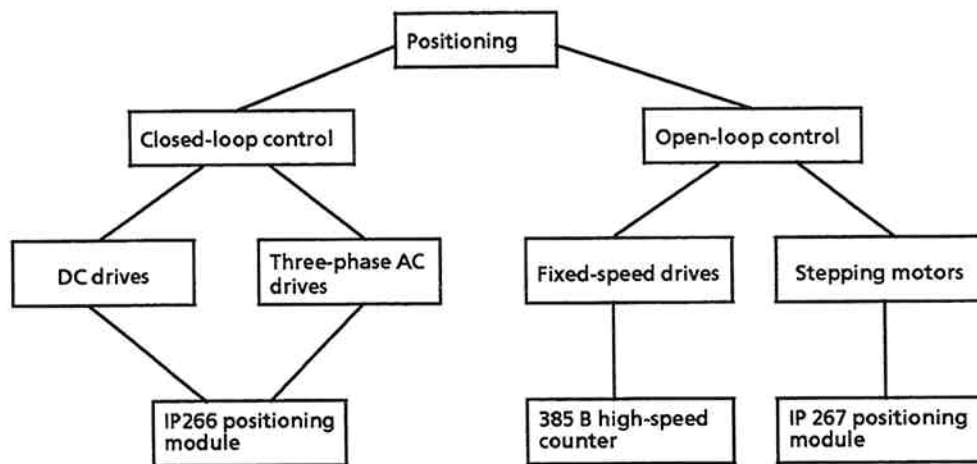 Positioning
Closed-loop control
Open-loop control
DC drives
Three-phase AC
drives
Fixed-speed drives
Stepping motors
IP266 positioning
module
385 B high-speed
counter
IP 267 positioning
module